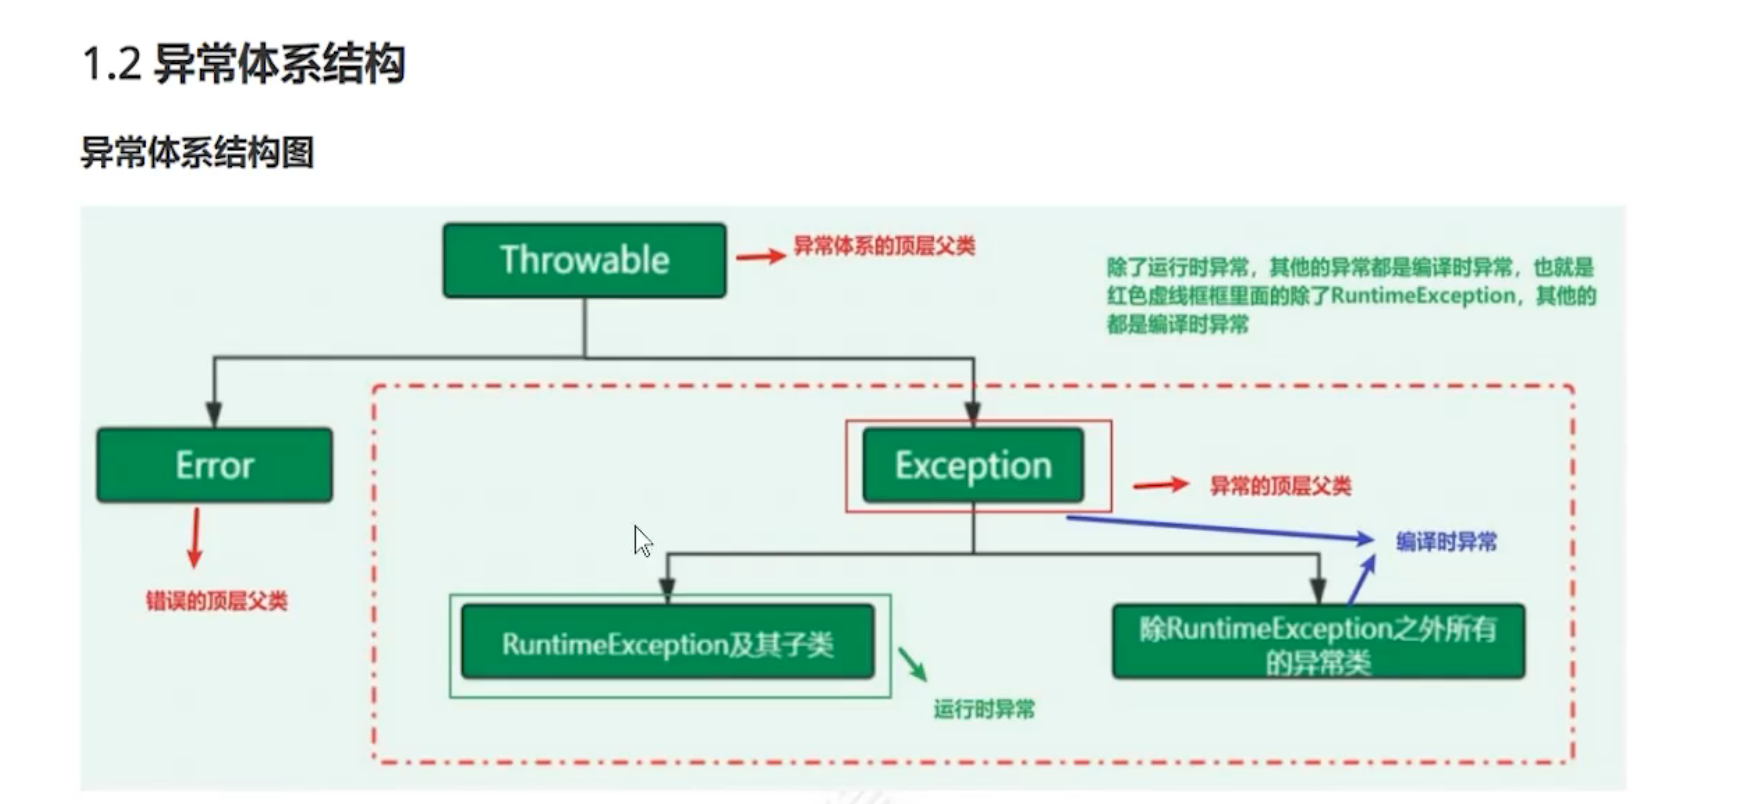 1.2 异常体系结构
异常体系结构图
Throwable
异常体系的顶层父类
除了运行时异常，其他的异常都是编译时异常，也就是
红色虚线框框里面的除了RuntimeException，其他的
都是编译时异常
Error
Exception
异常的顶层父类
编译时异常
错误的顶层父类
RuntimeException及其子类
除RuntimeException之外所有
的异常类
运行时异常